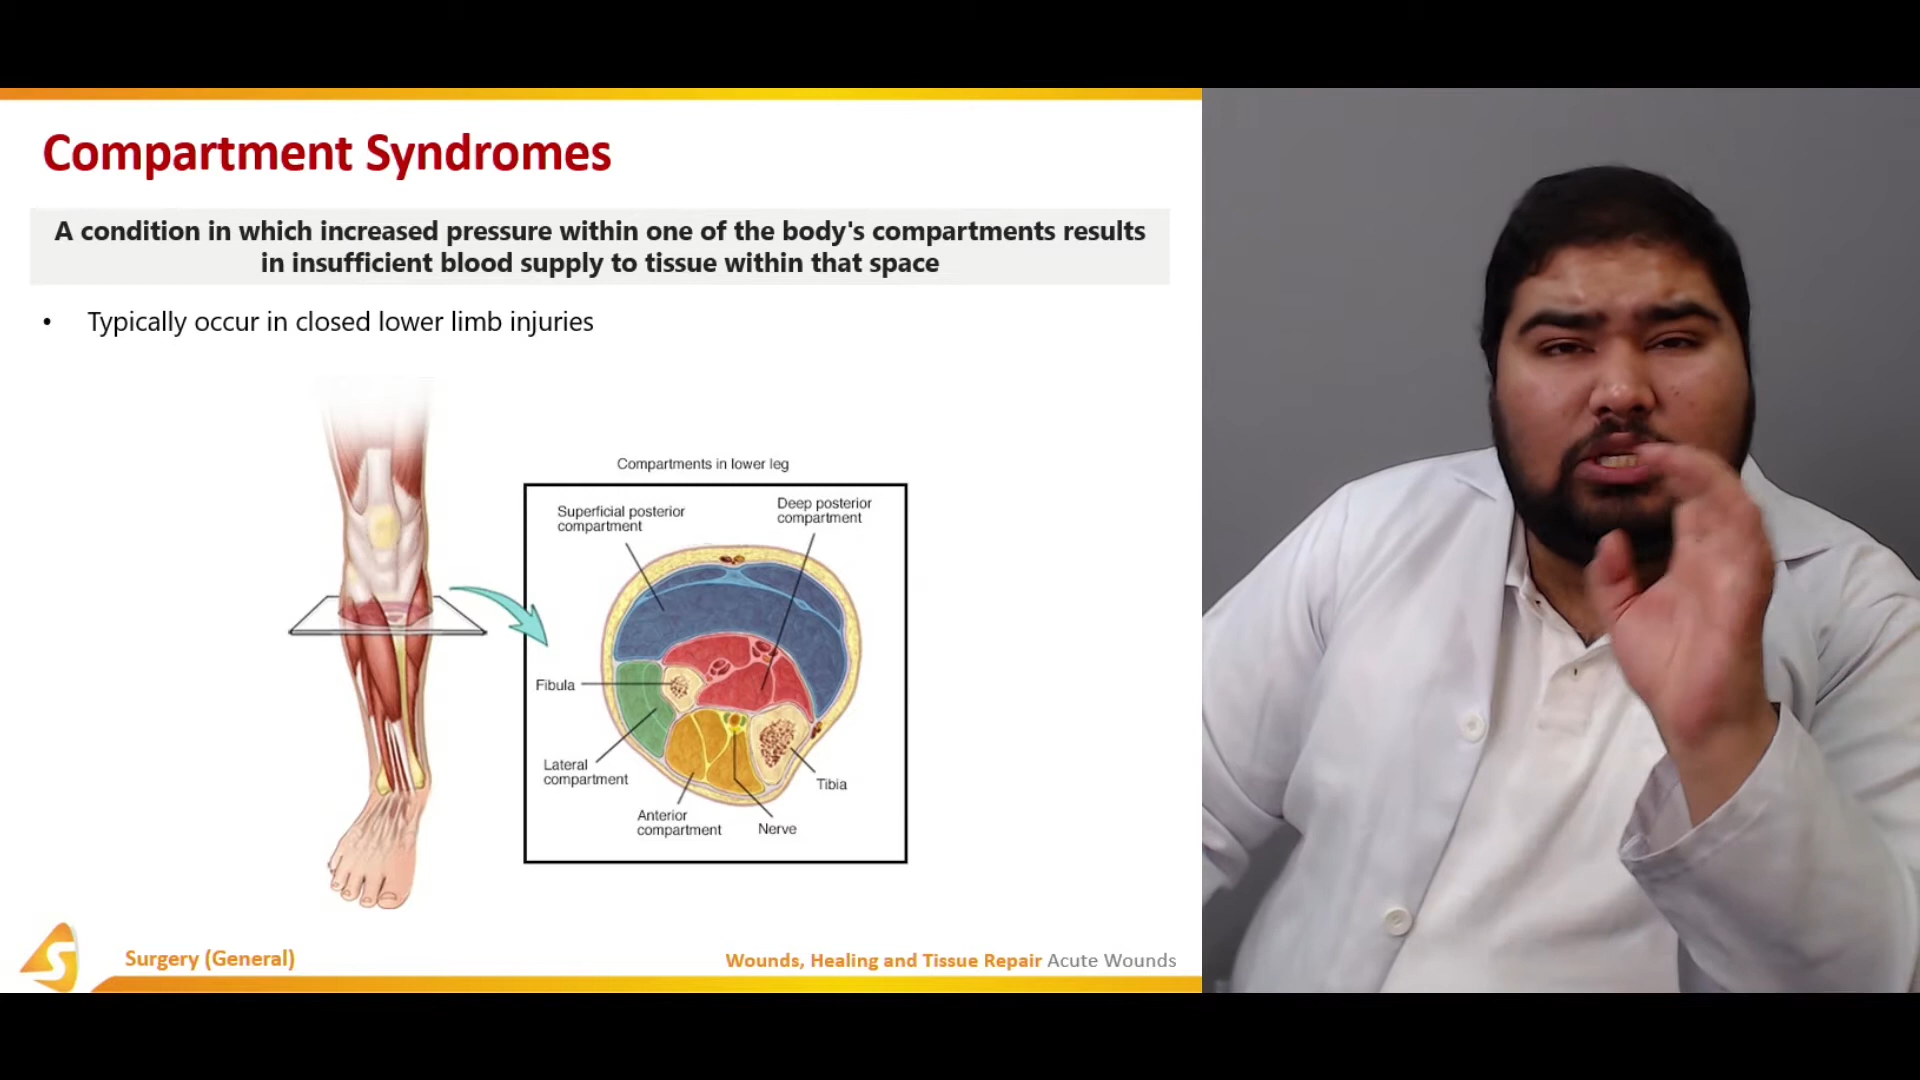 Compartment Syndromes
A condition in which increased pressure within one of the body's compartments results
in insufficient blood supply to tissue within that space
• Typically occur in closed lower limb injuries
Compartments in lower leg
Superficial posterior
compartment
Deep posterior
compartment
Fibula
Lateral
compartment
Anterior
compartment
Nerve
Tibia
S
Surgery (General)
Wounds, Healing and Tissue Repair Acute Wounds